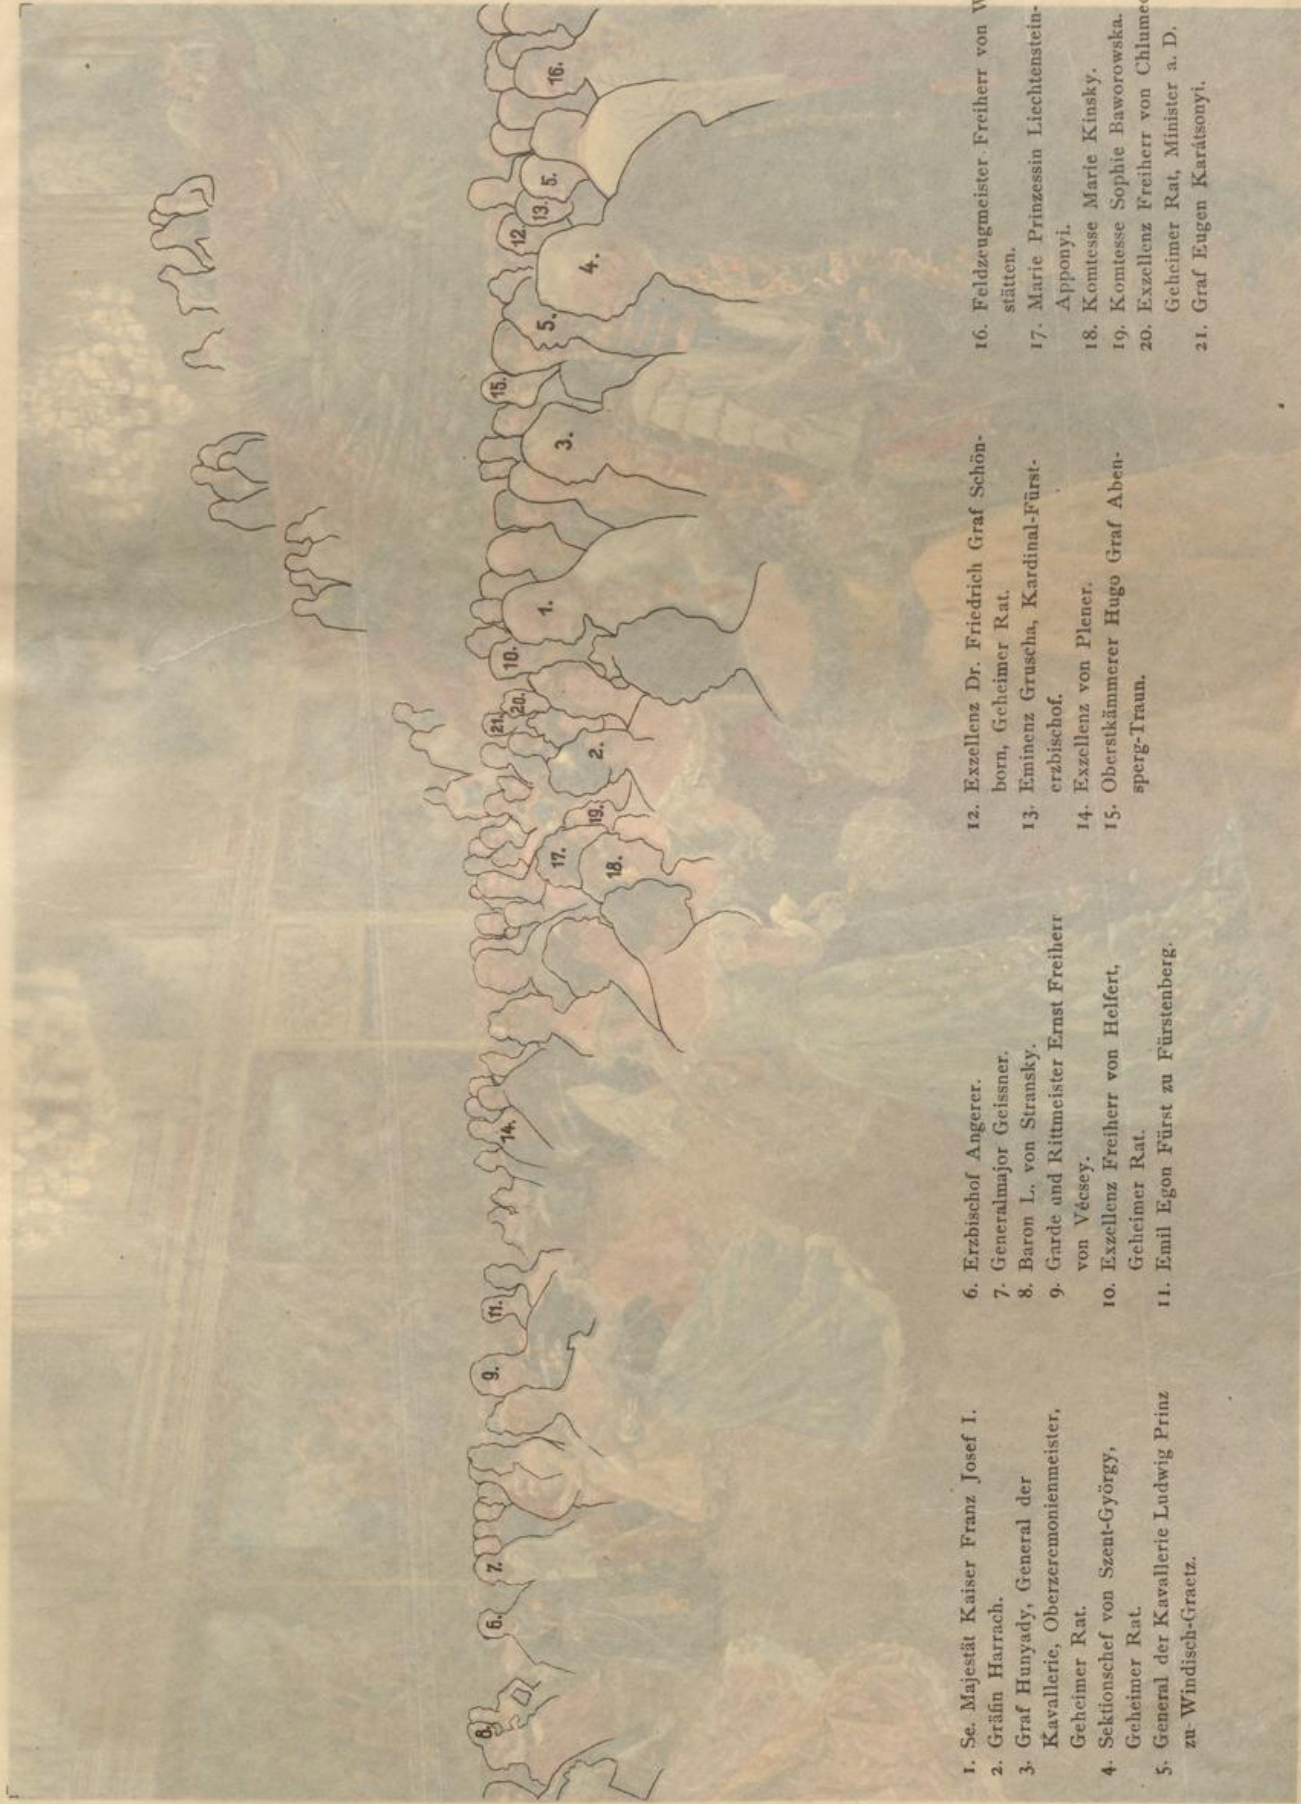 8.
6.
7.
9.
11.
14.
18.
17.
19.
2.
21.
20.
10.
1.
3.
15.
5.
4.
12.
13.
5.
16.
1. Se. Majestät Kaiser Franz Josef I.
2. Gräfin Harrach.
3. Graf Hunyady, General der
Kavallerie, Oberzeremonienmeister,
Geheimer Rat.
4. Sektionschef von Szent-György,
Geheimer Rat.
5. General der Kavallerie Ludwig Prinz
zu Windisch-Graetz.
6. Erzbischof Angerer.
7. Generalmajor Geissner.
8. Baron L. von Stransky.
9. Garde und Rittmeister Ernst Freiherr
von Vécsey.
10. Exzellenz Freiherr von Helfert,
Geheimer Rat.
11. Emil Egon Fürst zu Fürstenberg.
12. Exzellenz Dr. Friedrich Graf Schön-
born, Geheimer Rat.
13. Eminenz Gruscha, Kardinal-Fürst-
erzbischof.
14. Exzellenz von Plener.
15. Oberstkämmerer Hugo Graf Aben-
sperg-Traun.
16. Feldzeugmeister Freiherr von W
stätten.
17. Marie Prinzessin Liechtenstein-
Apponyi.
18. Komtesse Marie Kinsky.
19. Komtesse Sophie Baworowska.
20. Exzellenz Freiherr von Chlumec
Geheimer Rat, Minister a. D.
21. Graf Eugen Karátsonyi.